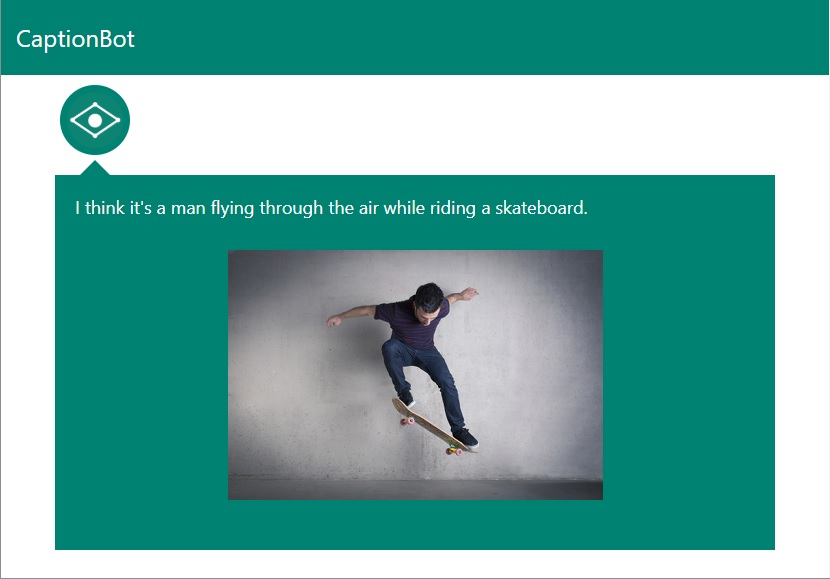 CaptionBot
I think it's a man flying through the air while riding a skateboard.